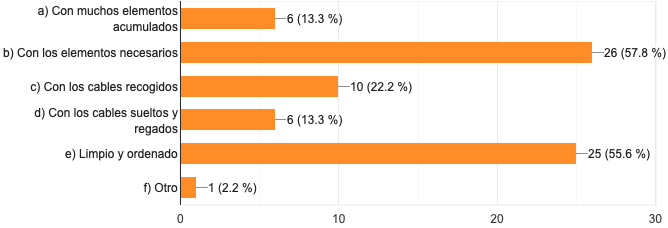 a) Con muchos elementos
acumulados
6 (13.3 %)
b) Con los elementos necesarios
26 (57.8 %)
c) Con los cables recogidos
10 (22.2 %)
d) Con los cables sueltos y
regados
6 (13.3 %)
e) Limpio y ordenado
25 (55.6 %)
f) Otro
1 (2.2 %)
0
10
20
30